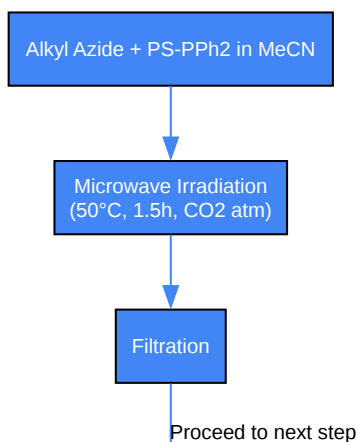 Alkyl Azide + PS-PPh2 in MeCN
Microwave Irradiation
(50°C, 1.5h, CO2 atm)
Filtration
Proceed to next step